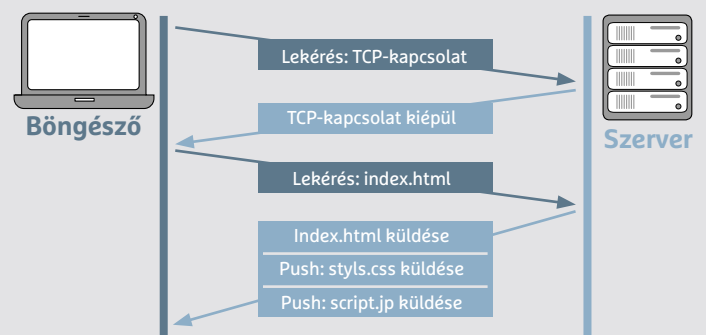 Lekérés: TCP-kapcsolat
Böngésző
TCP-kapcsolat kiépül
Szerver
Lekérés: index.html
Index.html küldése
Push: styls.css küldése
Push: script.jp küldése